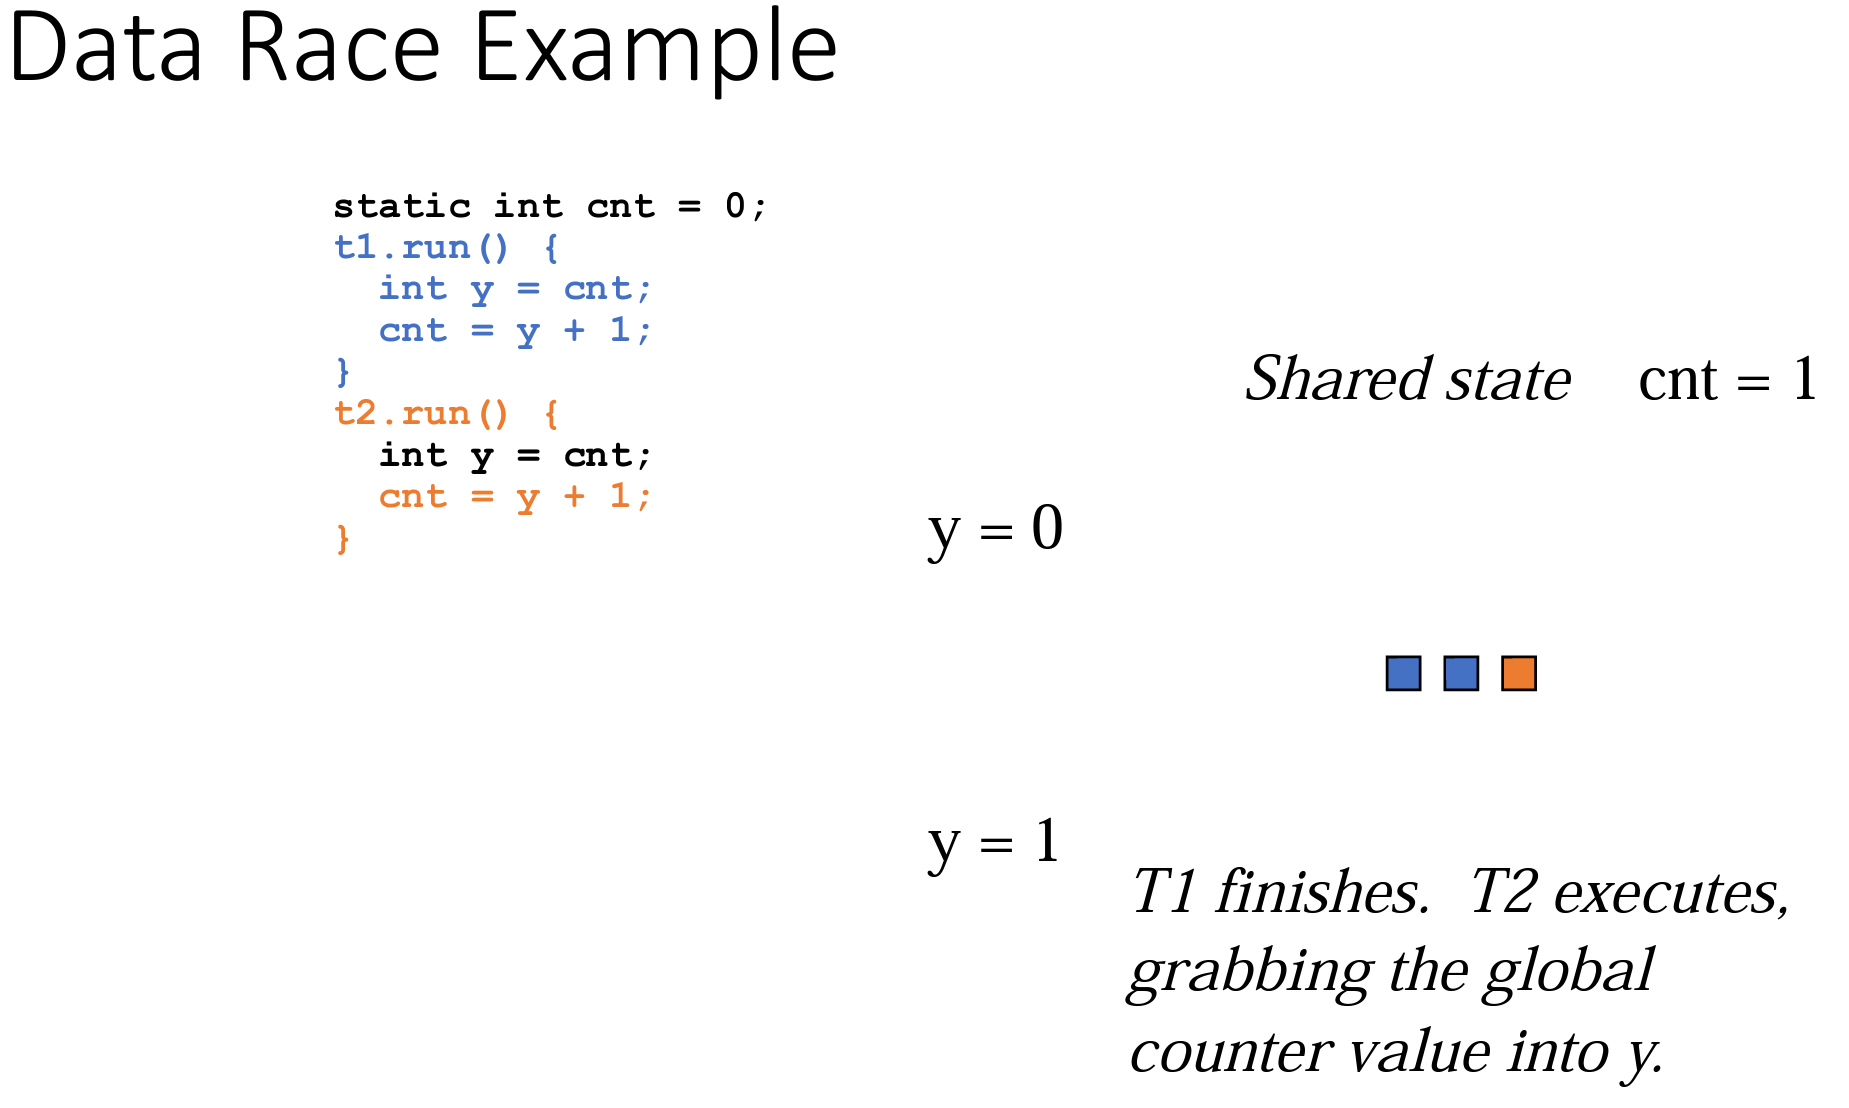 Data Race Example
static int cnt = 0;
t1.run() {
  int y = cnt;
  cnt = y + 1;
}
t2.run() {
  int y = cnt;
  cnt = y + 1;
}
Shared state cnt = 1
y = 0
y = 1
T1 finishes. T2 executes,
grabbing the global
counter value into y.